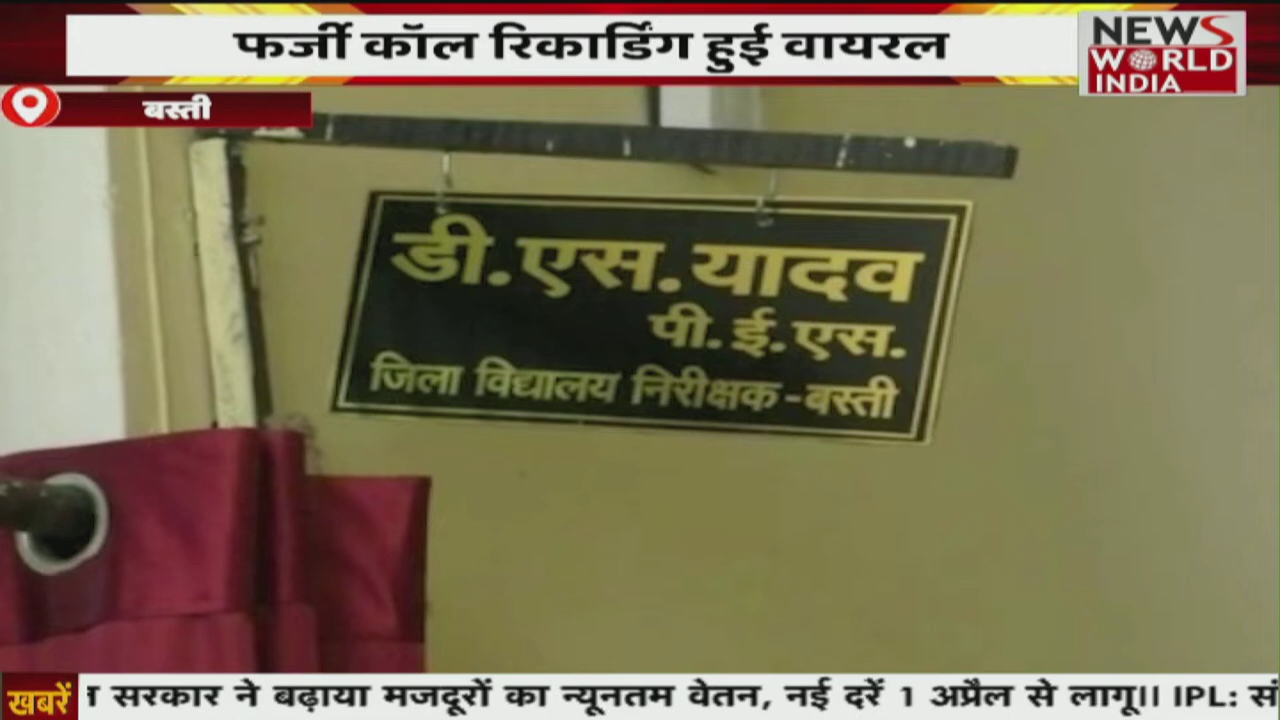 फर्जी कॉल रिकार्डिंग हुई वायरल
NEWS
WORLD
INDIA
बस्ती
डी.एस.यादव
पी.ई.एस.
जिला विद्यालय निरीक्षक-बस्ती
खबरें
सरकार ने बढ़ाया मजदूरों का न्यूनतम वेतन, नई दरें 1 अप्रैल से लागू॥ IPL: